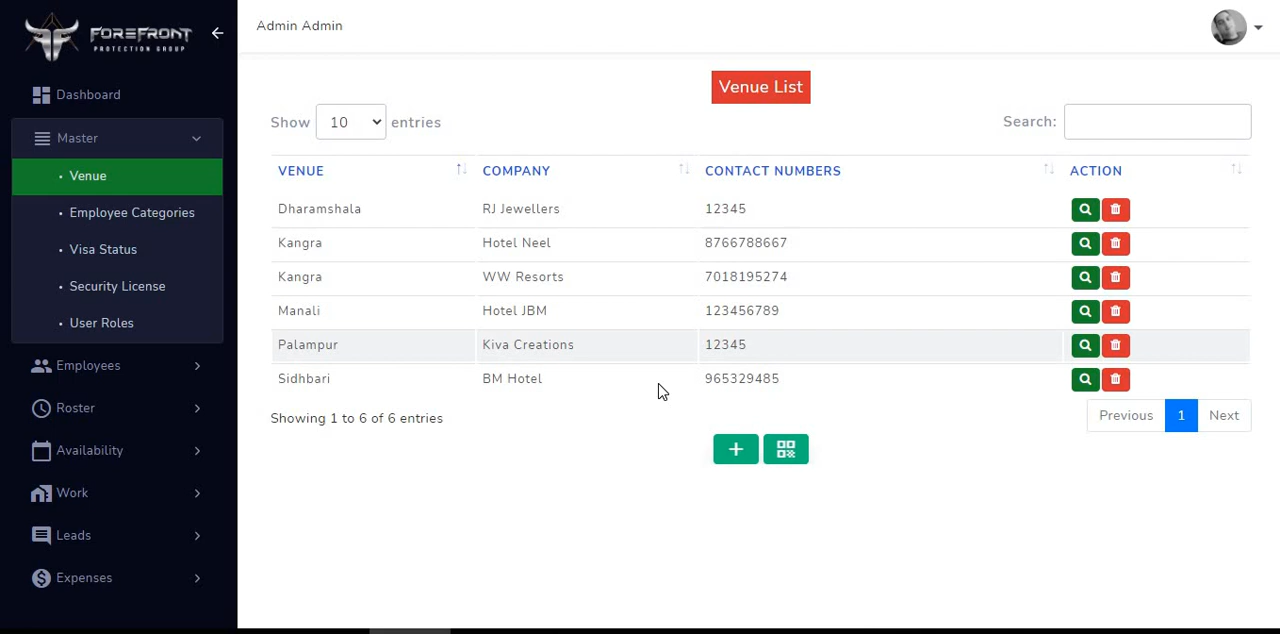 FOREFRONT
PROTECTION GROUP
Admin Admin
Dashboard
Master
Venue
Employee Categories
Visa Status
Security License
User Roles
Employees
Roster
Availability
Work
Leads
Expenses
Venue List
Show 10 entries
Search:
VENUE COMPANY CONTACT NUMBERS ACTION
Dharamshala RJ Jewellers 12345
Kangra Hotel Neel 8766788667
Kangra WW Resorts 7018195274
Manali Hotel JBM 123456789
Palampur Kiva Creations 12345
Sidhbari BM Hotel 965329485
Showing 1 to 6 of 6 entries
Previous 1 Next